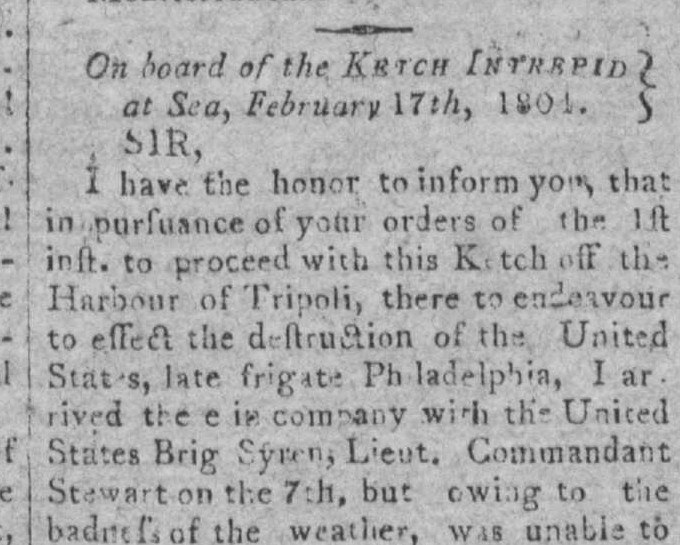 On board of the KETCH INTREPID
at Sea, February 17th, 1804.
SIR,
I have the honor to inform you, that
in purſuance of your orders of the 1ſt
inſt. to proceed with this Ketch off the
Harbour of Tripoli, there to endeavour
to effect the deſtruction of the United
States, late frigate Philadelphia, I ar-
rived there in company with the United
States Brig Syren, Lieut. Commandant
Stewart on the 7th, but owing to the
badneſs of the weather, was unable to